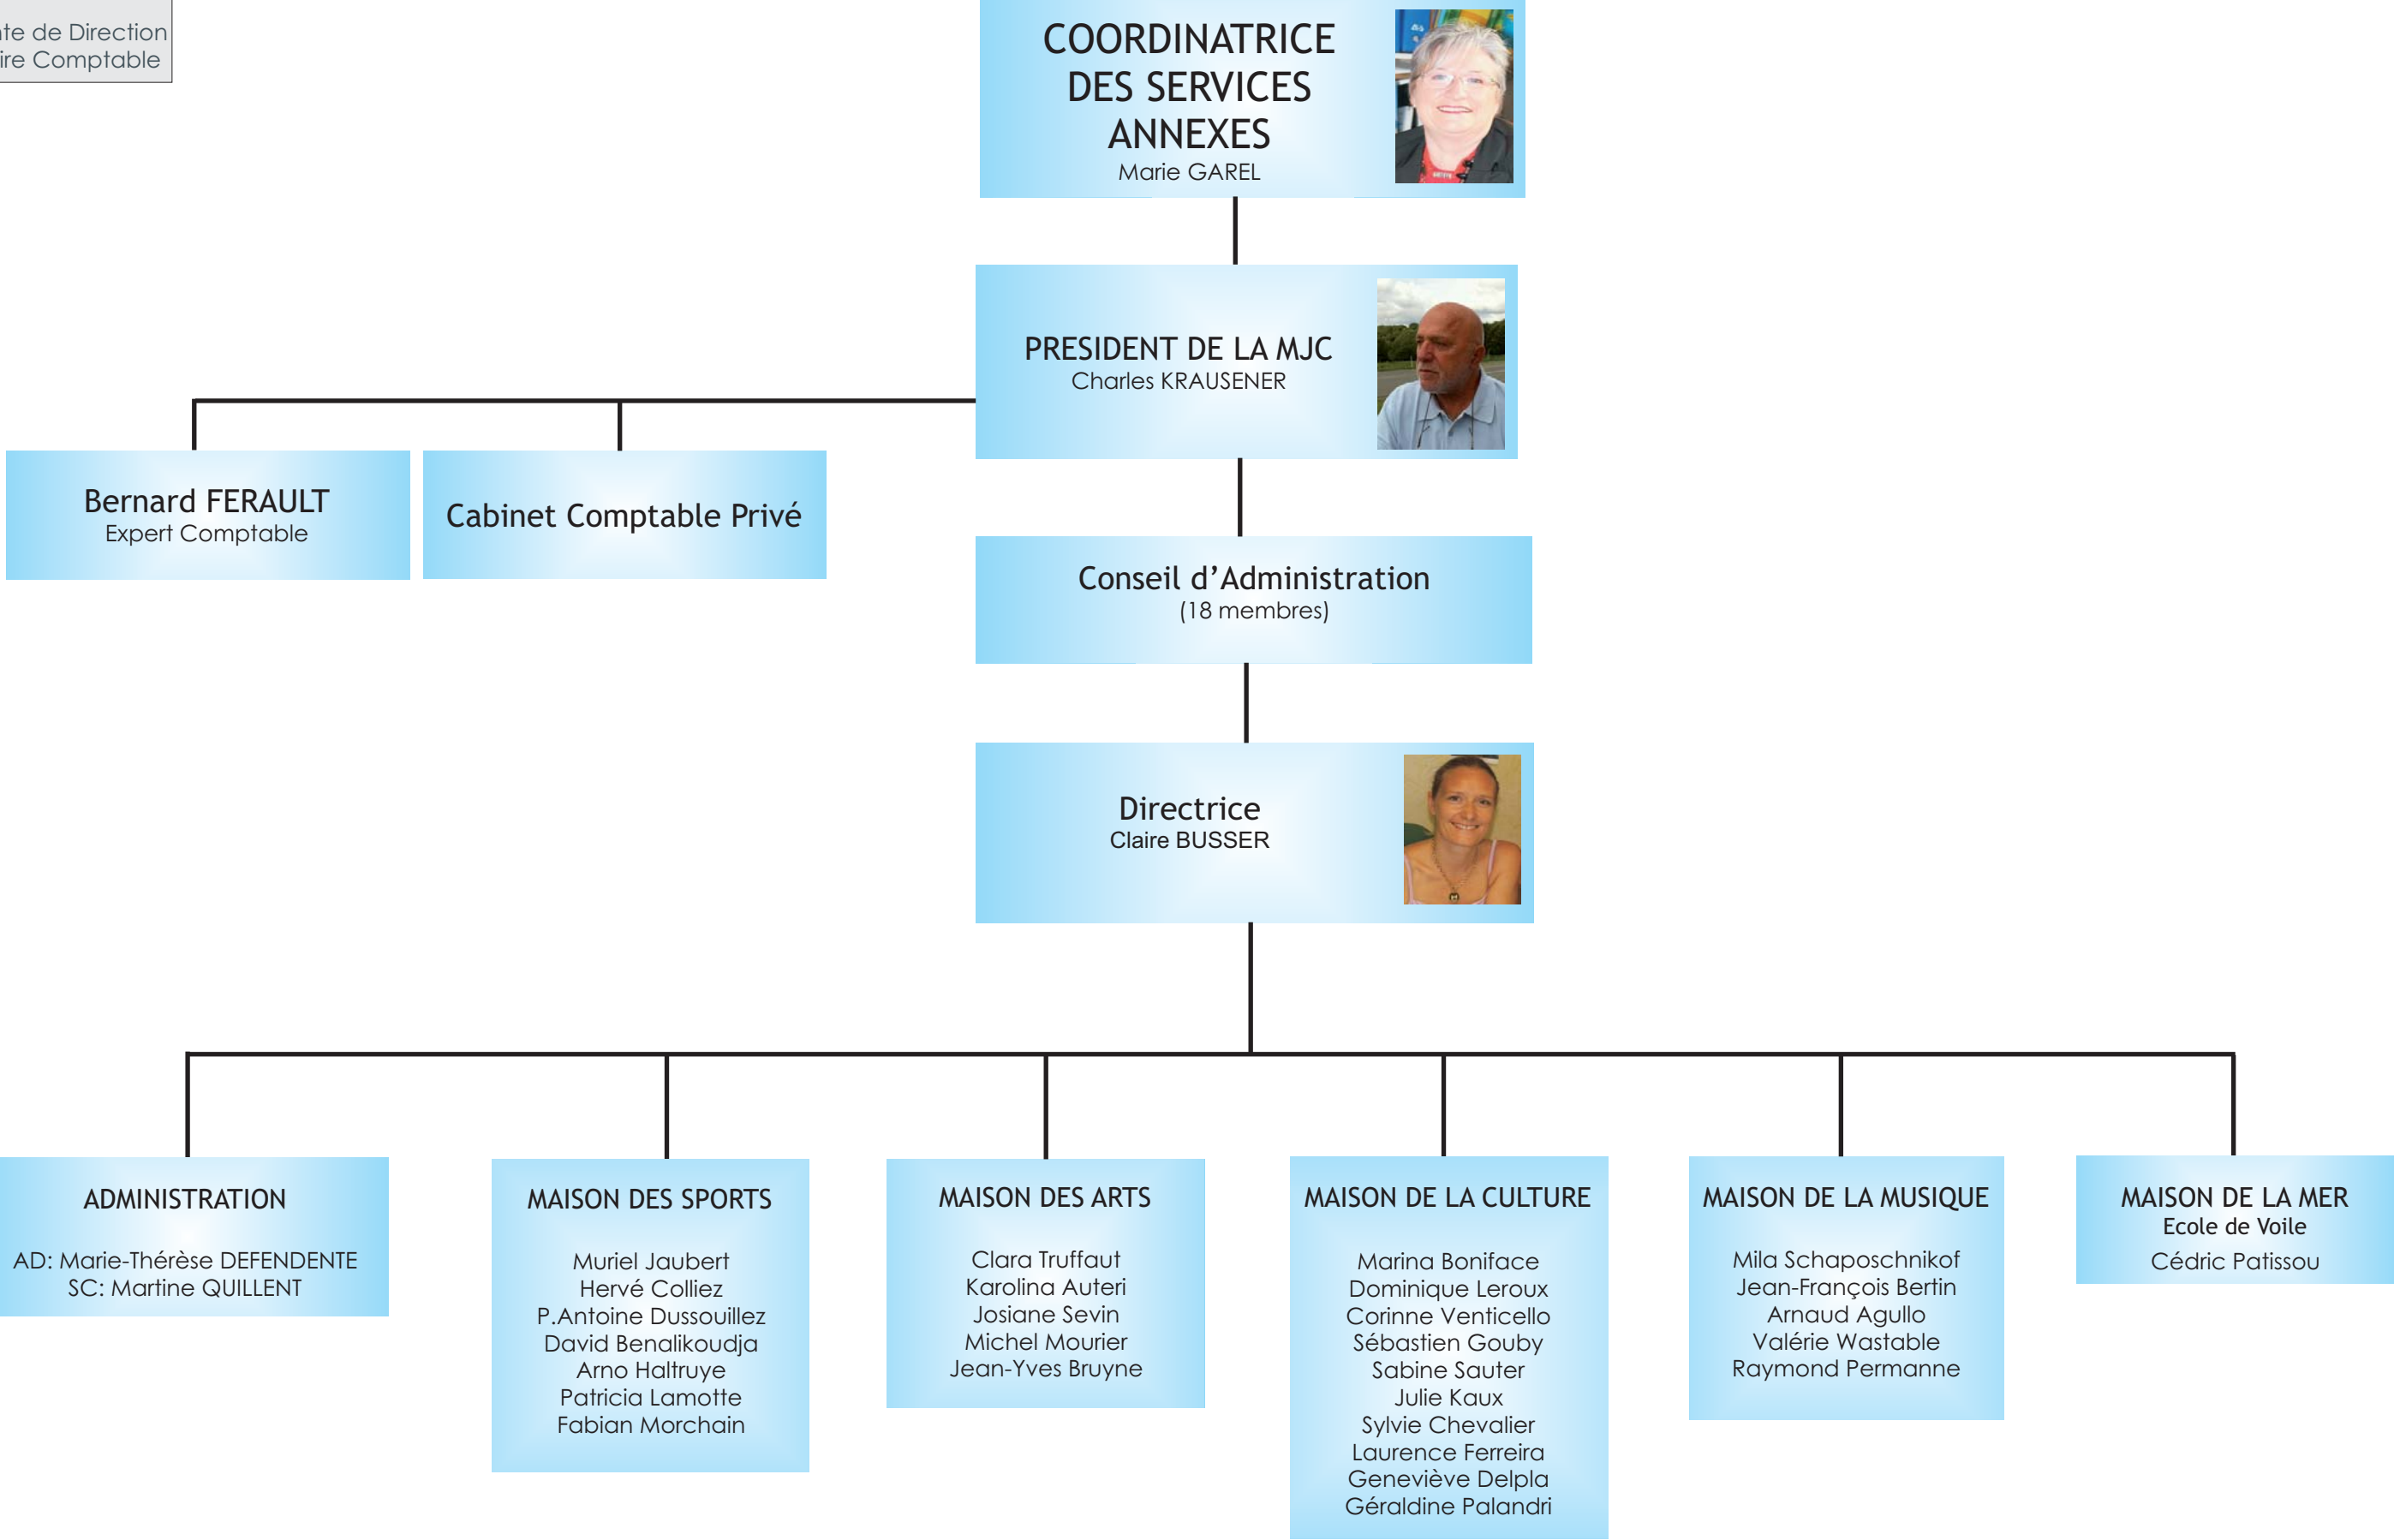 de Direction
Comptable
COORDINATRICE
DES SERVICES
ANNEXES
Marie GAREL
PRESIDENT DE LA MJC
Charles KRAUSENER
Bernard FERAULT
Expert Comptable
Cabinet Comptable Privé
Conseil d’Administration
(18 membres)
Directrice
Claire BUSSER
ADMINISTRATION
AD: Marie-Thérèse DEFENDENTE
SC: Martine QUILLENT
MAISON DES SPORTS
Muriel Jaubert
Hervé Colliez
P.Antoine Dussouillez
David Benalikoudja
Arno Haltruye
Patricia Lamotte
Fabian Morchain
MAISON DES ARTS
Clara Truffaut
Karolina Auteri
Josiane Sevin
Michel Mourier
Jean-Yves Bruyne
MAISON DE LA CULTURE
Marina Boniface
Dominique Leroux
Corinne Venticello
Sébastien Gouby
Sabine Sauter
Julie Kaux
Sylvie Chevalier
Laurence Ferreira
Geneviève Delpla
Géraldine Palandri
MAISON DE LA MUSIQUE
Mila Schaposchnikof
Jean-François Bertin
Arnaud Agullo
Valérie Wastable
Raymond Permanne
MAISON DE LA MER
Ecole de Voile
Cédric Patissou